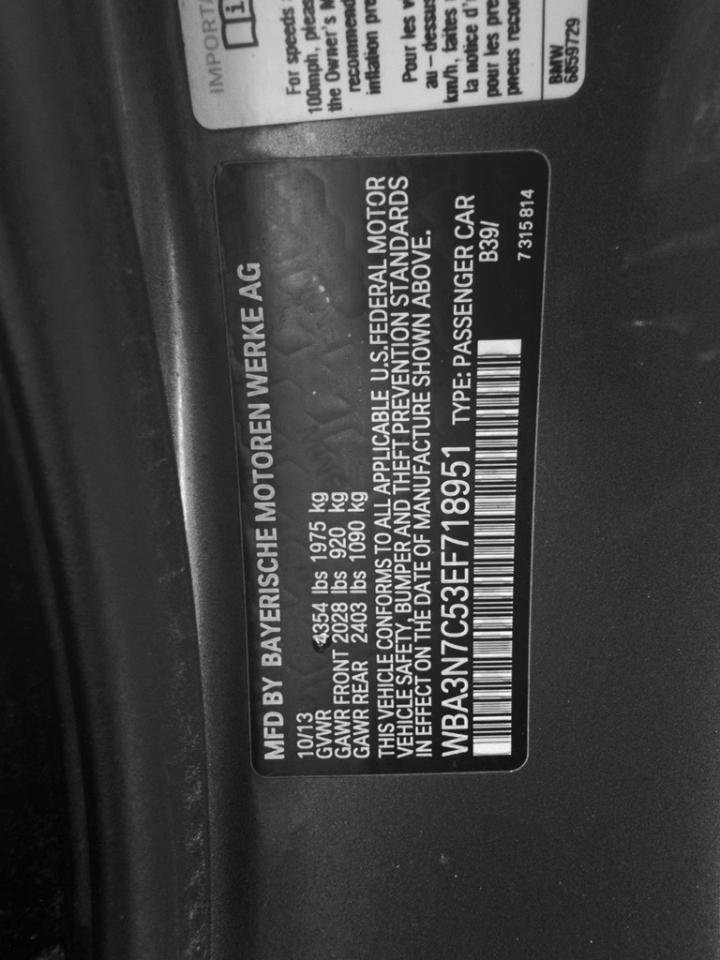 MFD BY BAYERISCHE MOTOREN WERKE AG
10/13
GVWR 4354 lbs 1975 kg
GAWR FRONT 2028 lbs 920 kg
GAWR REAR 2403 lbs 1090 kg
THIS VEHICLE CONFORMS TO ALL APPLICABLE U.S.FEDERAL MOTOR
VEHICLE SAFETY, BUMPER AND THEFT PREVENTION STANDARDS
IN EFFECT ON THE DATE OF MANUFACTURE SHOWN ABOVE.
WBA3N7C53EF718951 TYPE: PASSENGER CAR
B39/
7 315 814
IMPORTA
i
For speeds
100mph, pleas
the Owner's M
recommend
inflation pre
Pour les v
au-dessus
km/h, faites
la notice d'
pour les pre
pneus recom
BMW
6859729